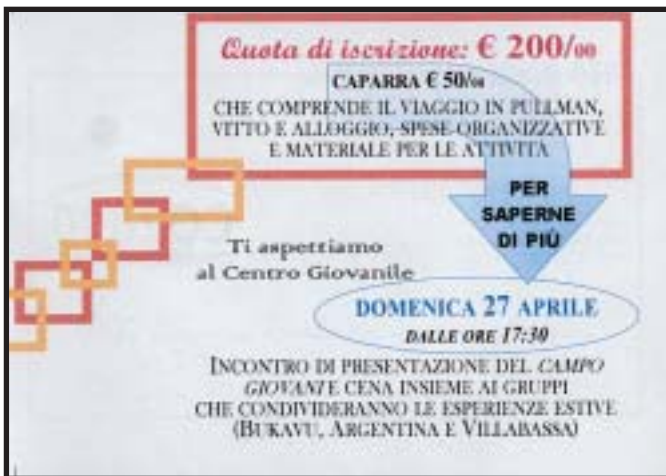 Quota di iscrizione: € 200/00
CAPARRA € 50/00
CHE COMPRENDE IL VIAGGIO IN PULLMAN,
VITTO E ALLOGGIO, SPESE ORGANIZZATIVE
E MATERIALE PER LE ATTIVITÀ
PER
SAPERNE
DI PIÙ
Ti aspettiamo
al Centro Giovanile
DOMENICA 27 APRILE
DALLE ORE 17:30
INCONTRO DI PRESENTAZIONE DEL CAMPO
GIOVANI E CENA INSIEME AI GRUPPI
CHE CONDIVIDERANNO LE ESPERIENZE ESTIVE
(BUKAVU, ARGENTINA E VILLABASSA)